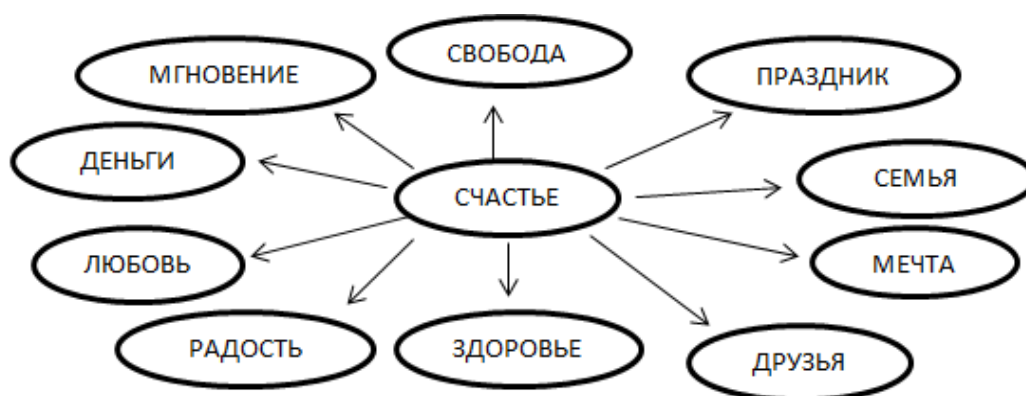 СВОБОДА
МГНОВЕНИЕ
ПРАЗДНИК
ДЕНЬГИ
СЕМЬЯ
СЧАСТЬЕ
ЛЮБОВЬ
МЕЧТА
РАДОСТЬ
ЗДОРОВЬЕ
ДРУЗЬЯ